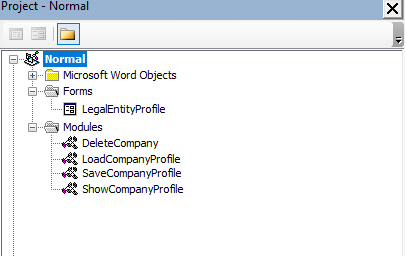 Project - Normal
Normal
Microsoft Word Objects
Forms
LegalEntityProfile
Modules
DeleteCompany
LoadCompanyProfile
SaveCompanyProfile
ShowCompanyProfile